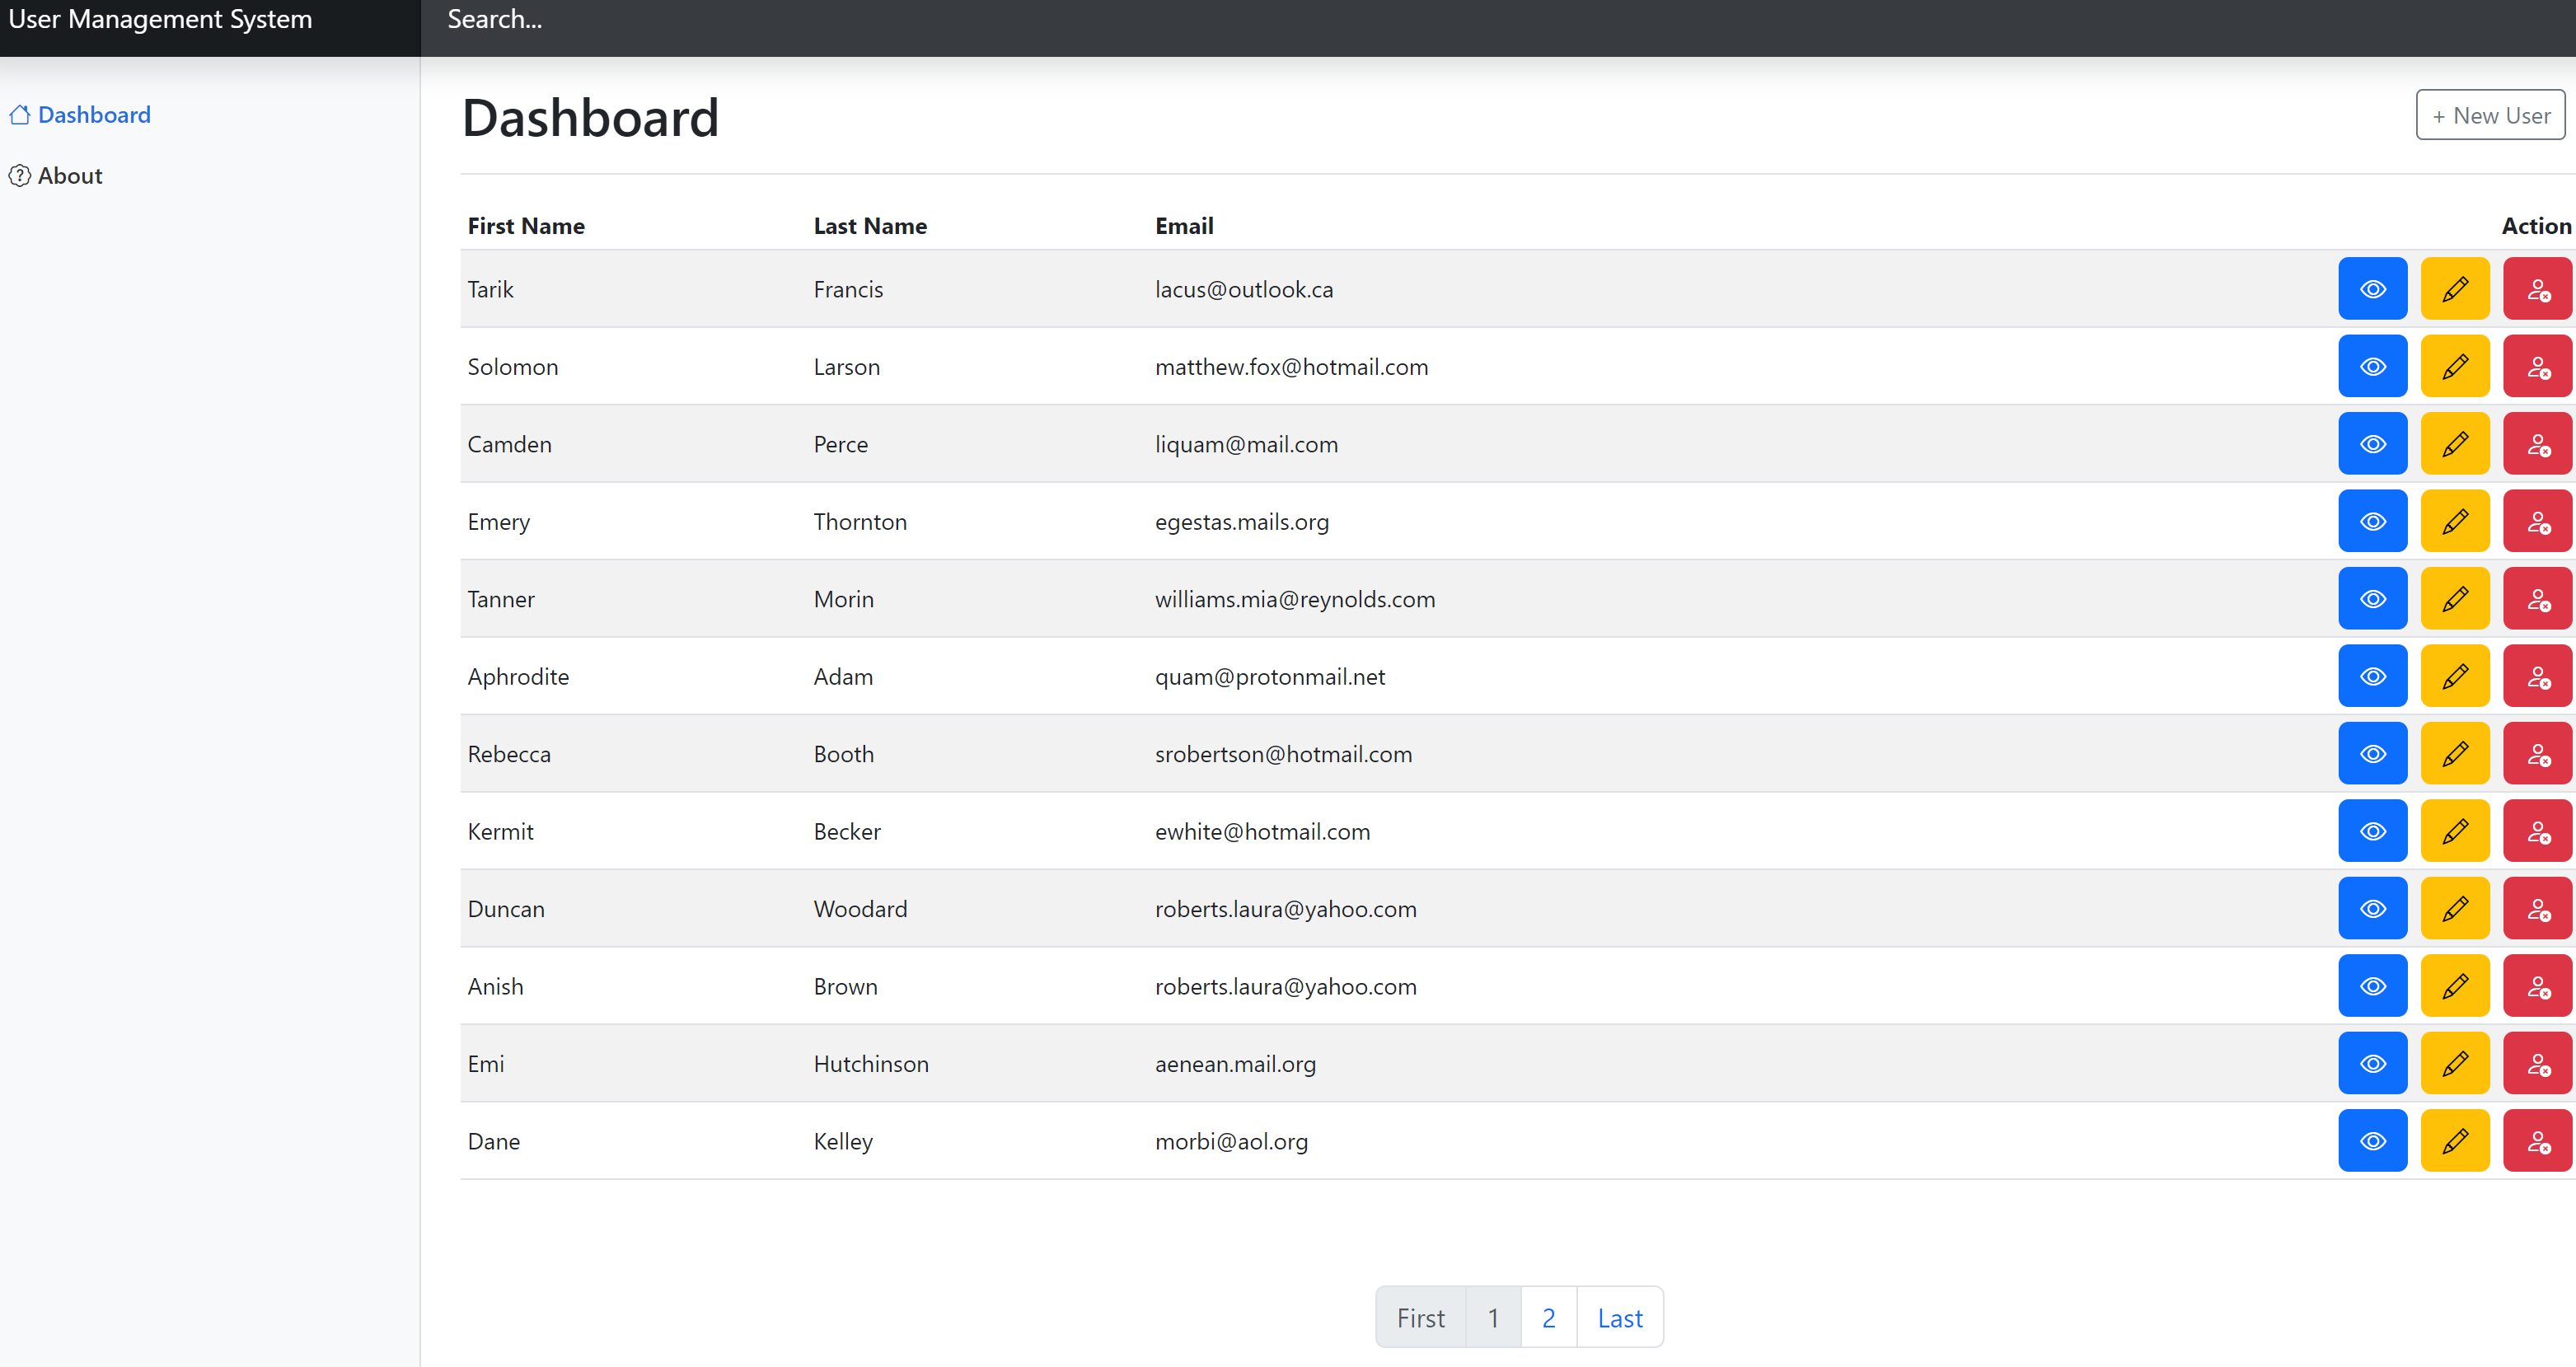 User Management System Search...
Dashboard
About
Dashboard
+ New User
First Name Last Name Email Action
Tarik Francis lacus@outlook.ca
Solomon Larson matthew.fox@hotmail.com
Camden Perce liquam@mail.com
Emery Thornton egestas.mails.org
Tanner Morin williams.mia@reynolds.com
Aphrodite Adam quam@protonmail.net
Rebecca Booth srobertson@hotmail.com
Kermit Becker ewhite@hotmail.com
Duncan Woodard roberts.laura@yahoo.com
Anish Brown roberts.laura@yahoo.com
Emi Hutchinson aenean.mail.org
Dane Kelley morbi@aol.org
First 1 2 Last